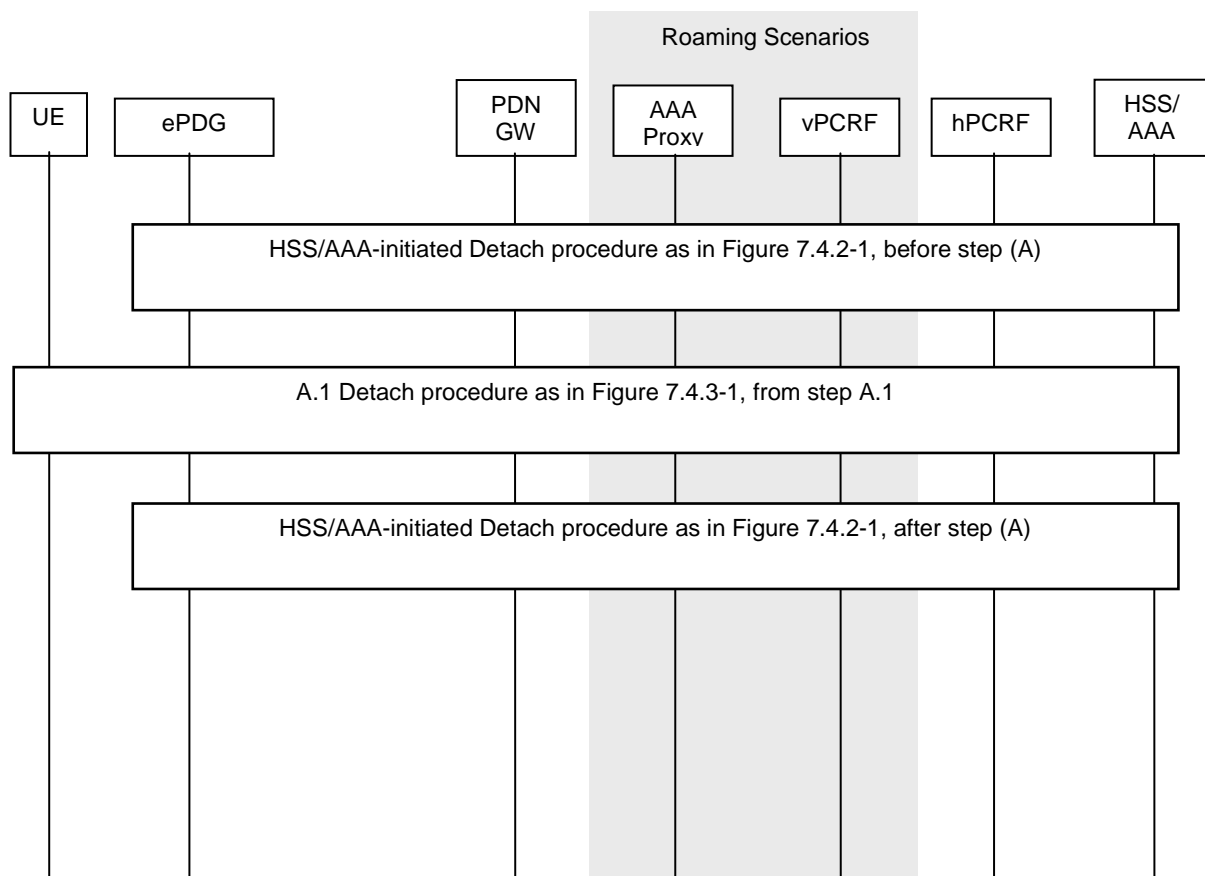 Roaming Scenarios
UE
ePDG
PDN
GW
AAA
Proxy
vPCRF
hPCRF
HSS/
AAA
HSS/AAA-initiated Detach procedure as in Figure 7.4.2-1, before step (A)
A.1 Detach procedure as in Figure 7.4.3-1, from step A.1
HSS/AAA-initiated Detach procedure as in Figure 7.4.2-1, after step (A)